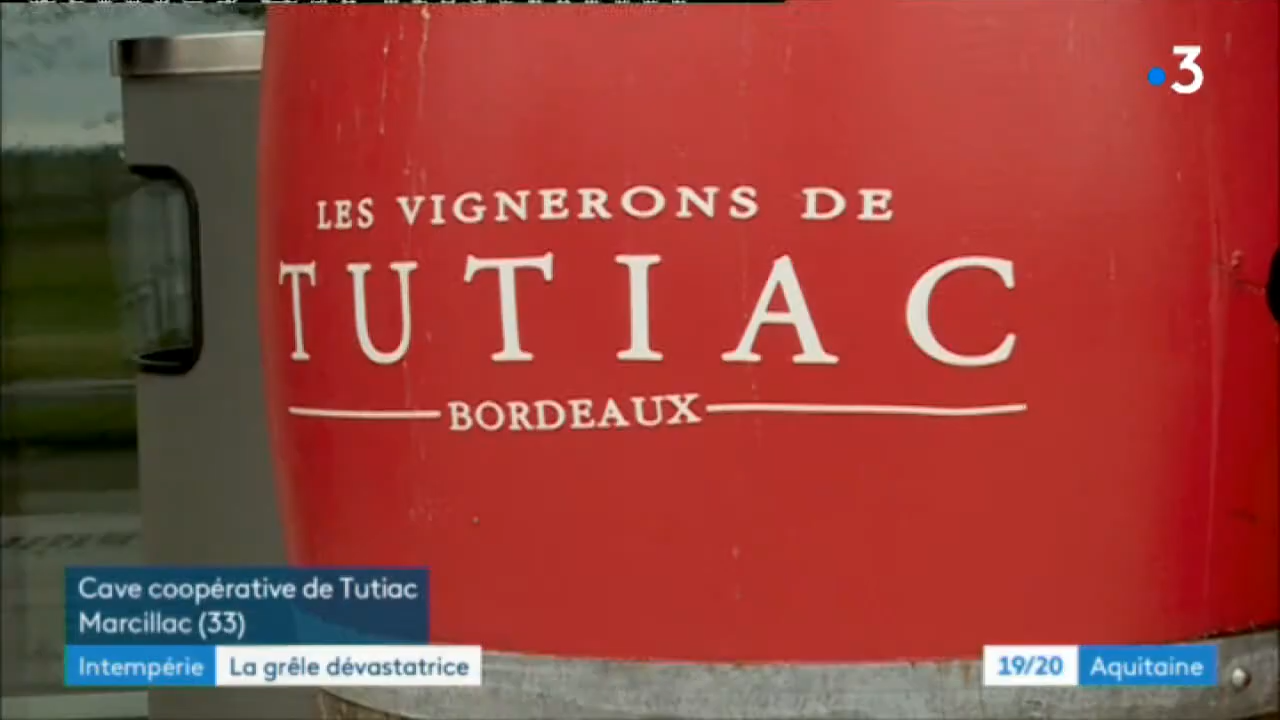 3
LES VIGNERONS DE
TUTIAC
BORDEAUX
Cave coopérative de Tutiac
Marcillac (33)
Intempérie La grêle dévastatrice
19/20 Aquitaine